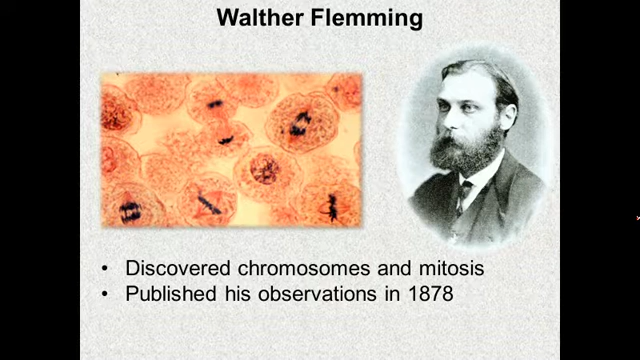 Walther Flemming
• Discovered chromosomes and mitosis
• Published his observations in 1878